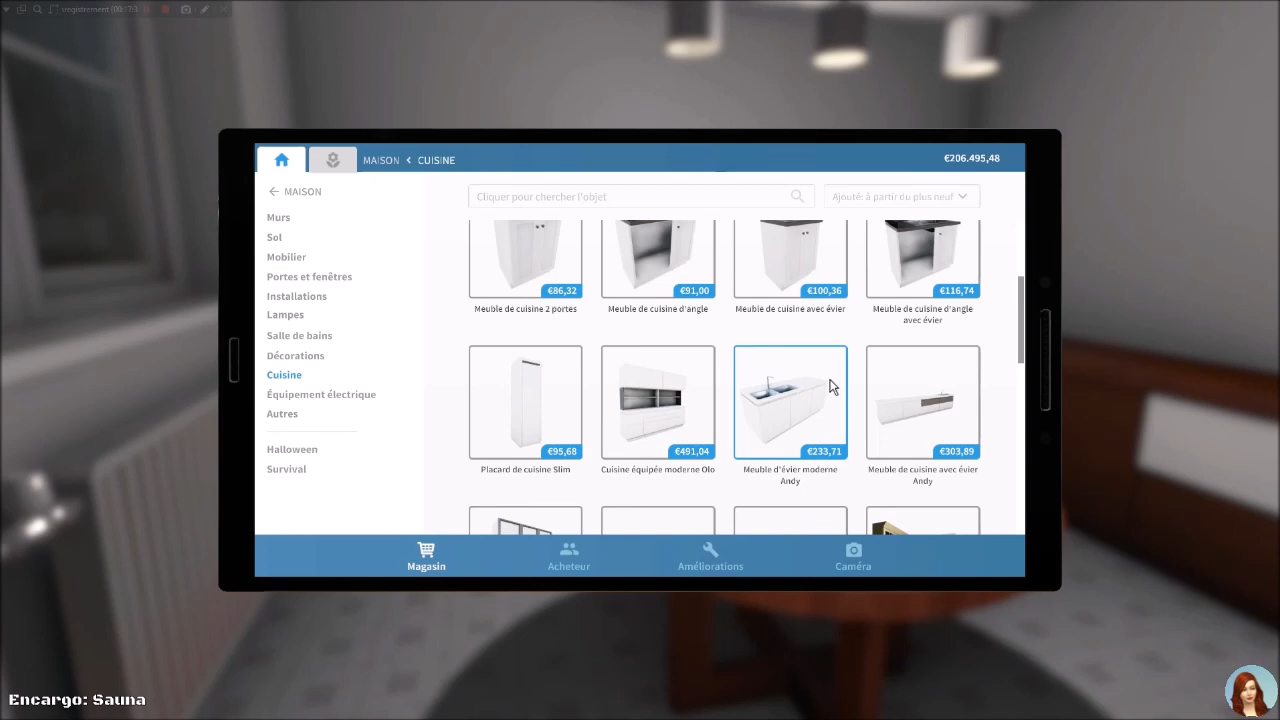 MAISON < CUISINE
€206.495,48
MAISON
Cliquer pour chercher l'objet
Ajouté: à partir du plus neuf
Murs
Sol
Mobilier
Portes et fenêtres
Installations
Lampes
Salle de bains
Décorations
Cuisine
Équipement électrique
Autres
Halloween
Survival
€86,32
€91,00
€100,36
€116,74
Meuble de cuisine 2 portes
Meuble de cuisine d'angle
Meuble de cuisine avec évier
Meuble de cuisine d'angle
avec évier
€95,68
€491,04
€233,71
€303,89
Placard de cuisine Slim
Cuisine équipée moderne Olo
Meuble d'évier moderne
Andy
Meuble de cuisine avec évier
Andy
Magasin
Acheteur
Améliorations
Caméra
Encargo: Sauna